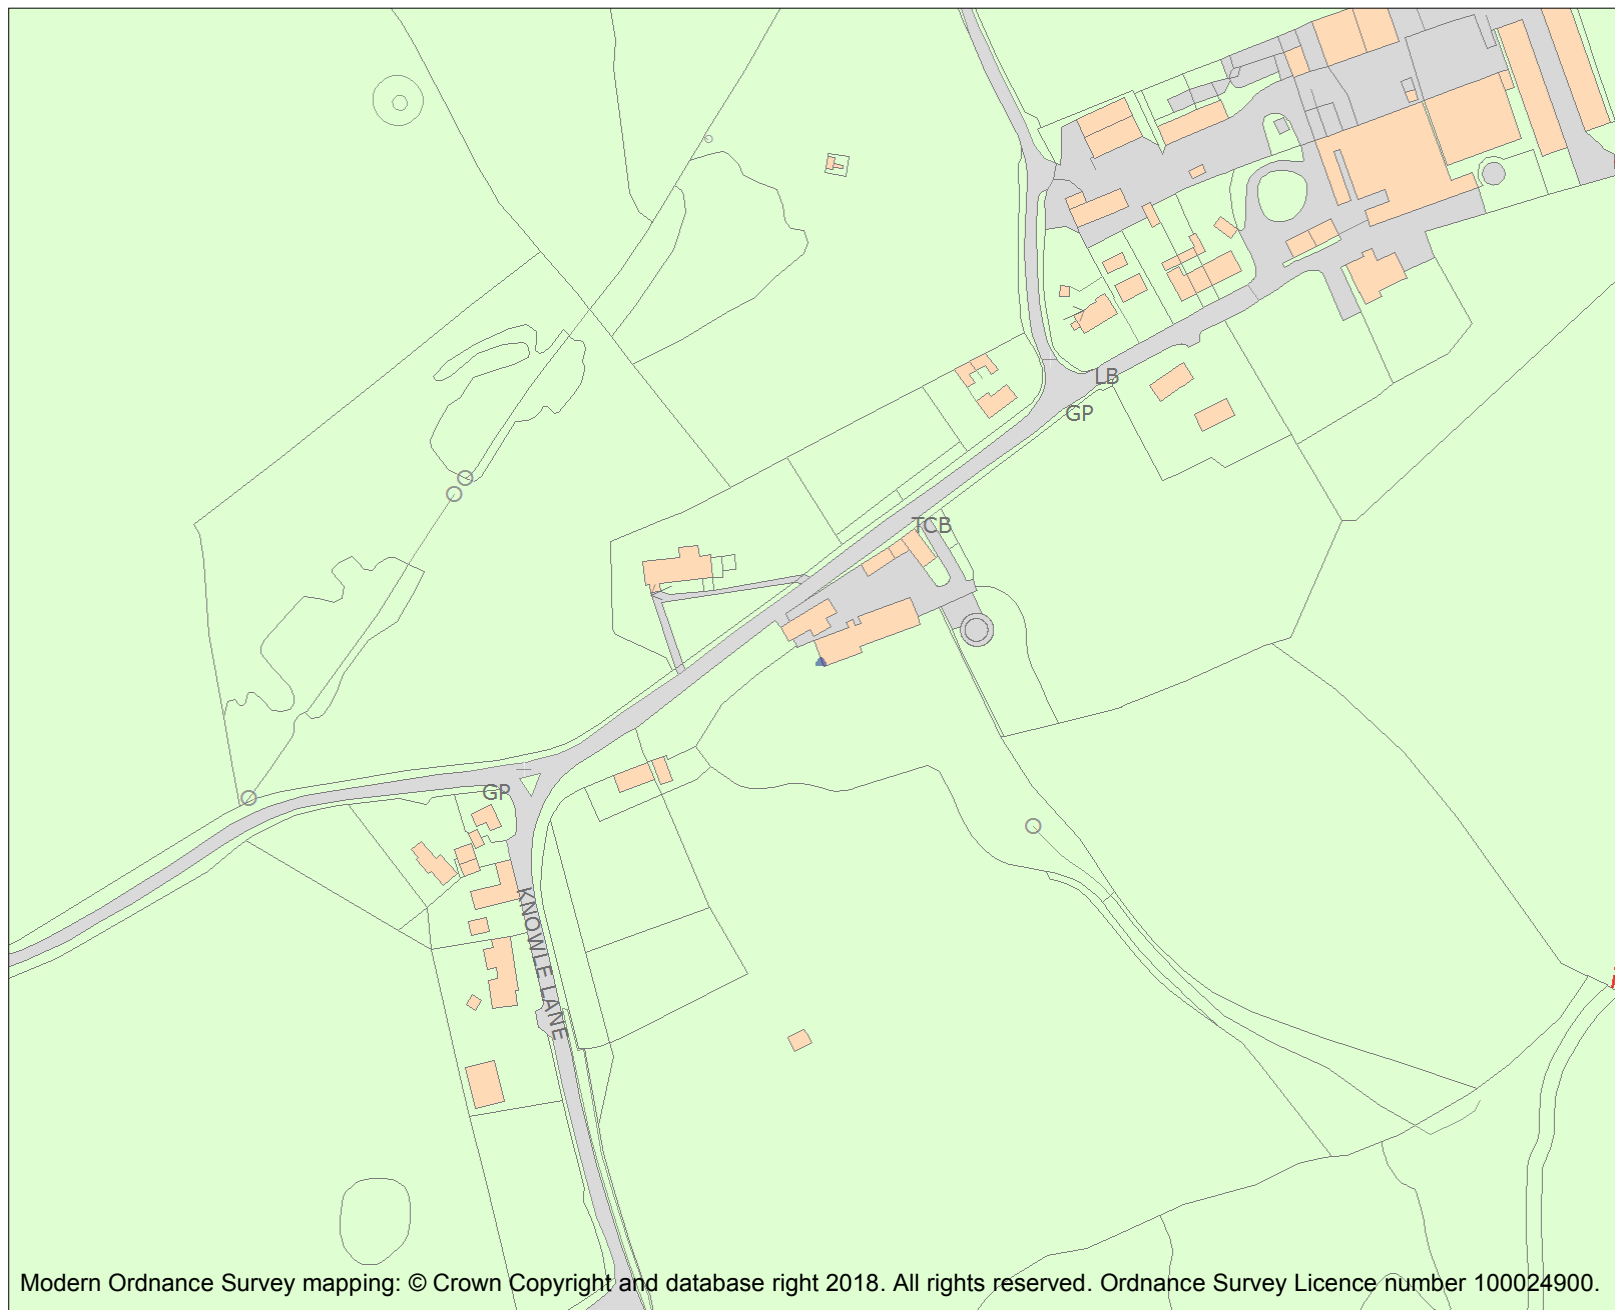 LB
GP
TCB
GP
KNOWLE LANE
Modern Ordnance Survey mapping: © Crown Copyright and database right 2018. All rights reserved. Ordnance Survey Licence number 100024900.